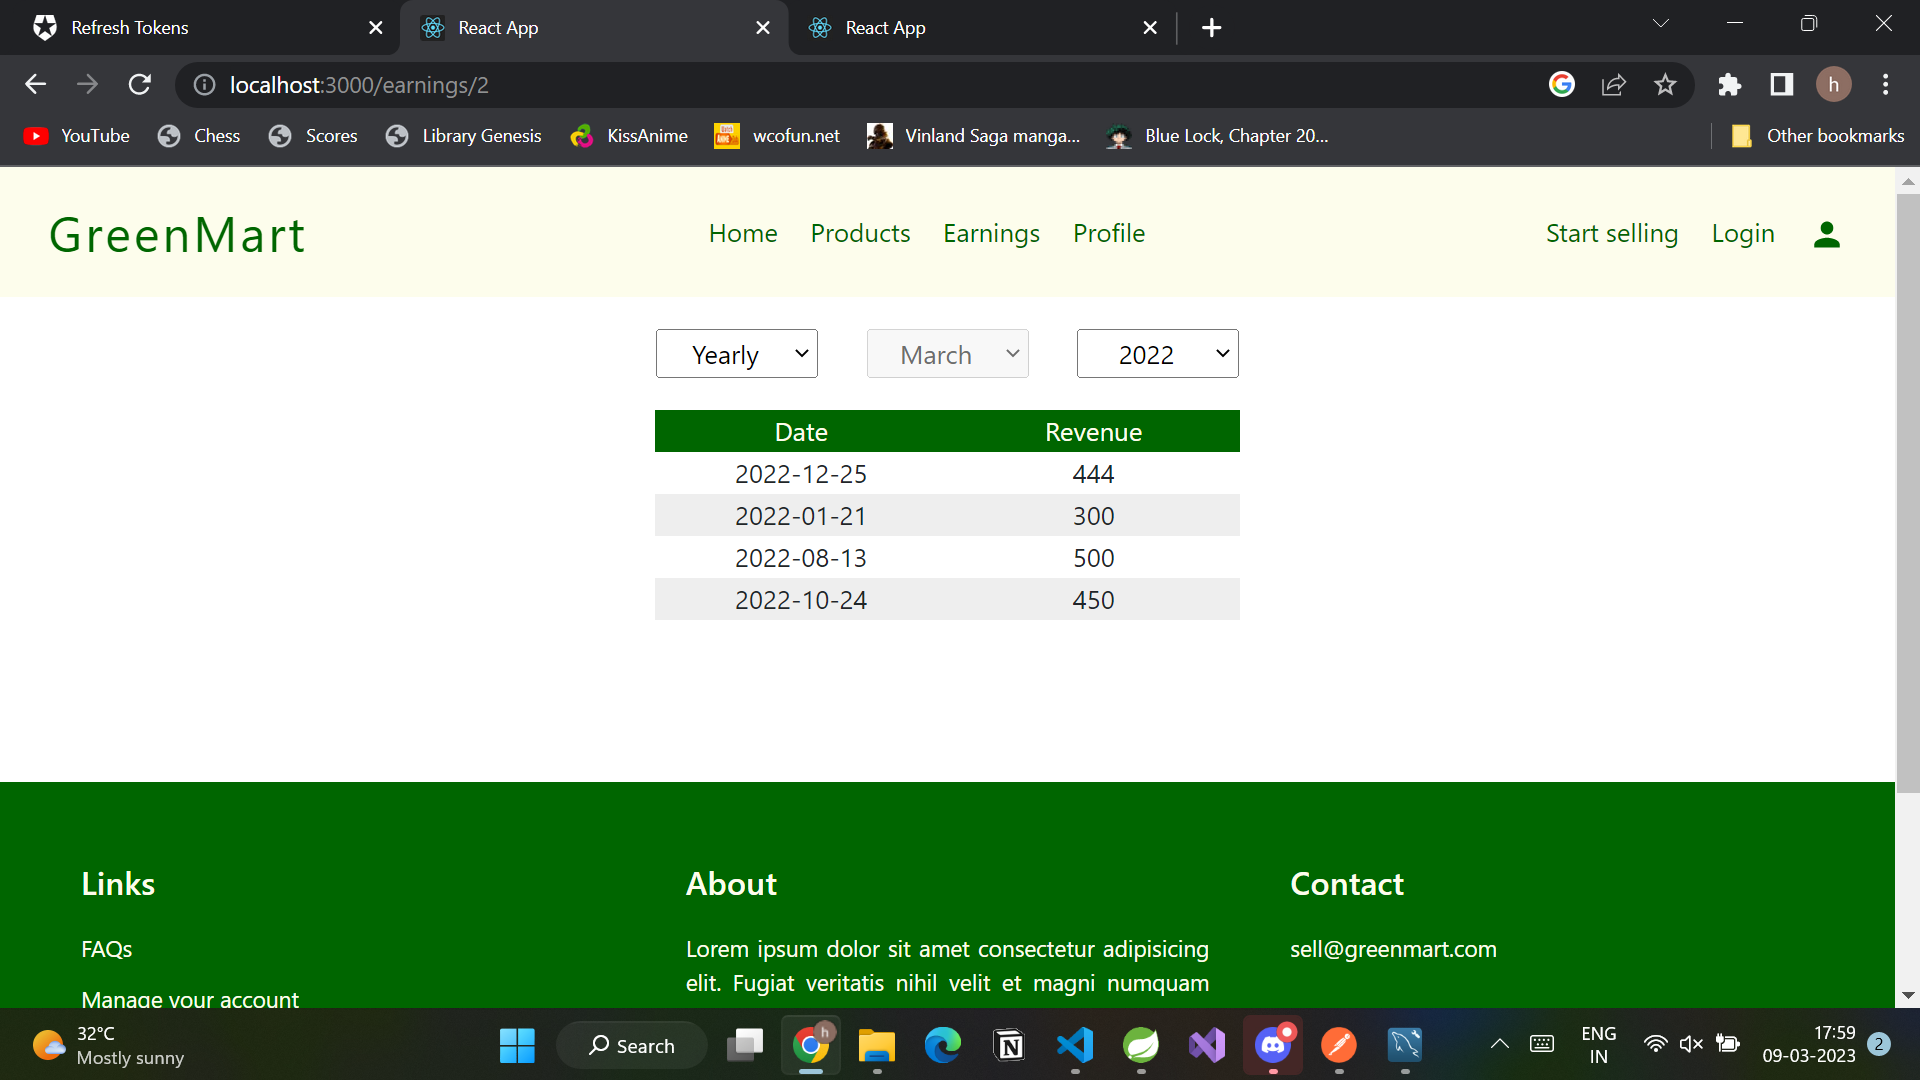 Refresh Tokens
React App
React App
localhost:3000/earnings/2
h
YouTube
Chess
Scores
Library Genesis
KissAnime
wcofun.net
Vinland Saga manga...
Blue Lock, Chapter 20...
Other bookmarks
GreenMart
Home Products Earnings Profile
Start selling Login
Yearly March 2022
Date Revenue
2022-12-25 444
2022-01-21 300
2022-08-13 500
2022-10-24 450
Links
FAQs
Manage your account
About
Lorem ipsum dolor sit amet consectetur adipisicing
elit. Fugiat veritatis nihil velit et magni numquam
Contact
sell@greenmart.com
32°C
Mostly sunny
Search
h
ENG
IN
17:59
09-03-2023
2